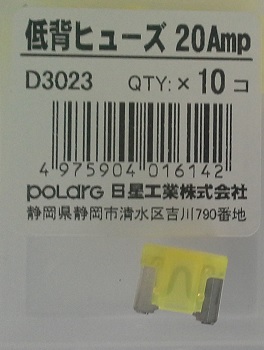 低背ヒューズ 20Amp
D3023 QTY: × 10 コ
4 975904 016142
POLARG 日星工業株式会社
静岡県静岡市清水区吉川790番地